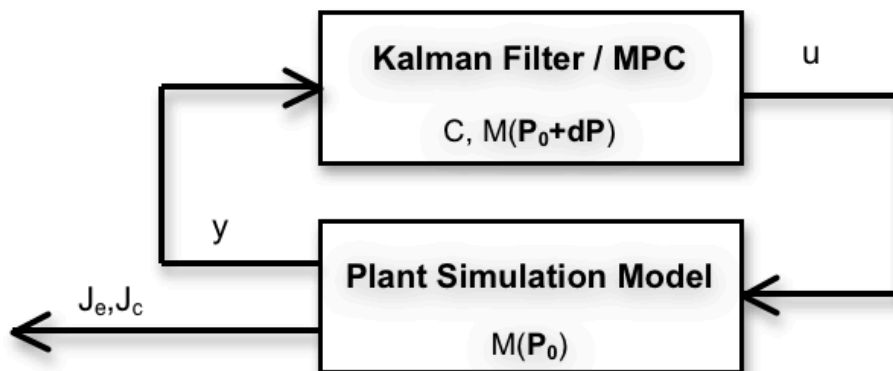 Kalman Filter / MPC
u
C, M(P₀+dP)
y
Plant Simulation Model
Jₑ,J꜀
M(P₀)